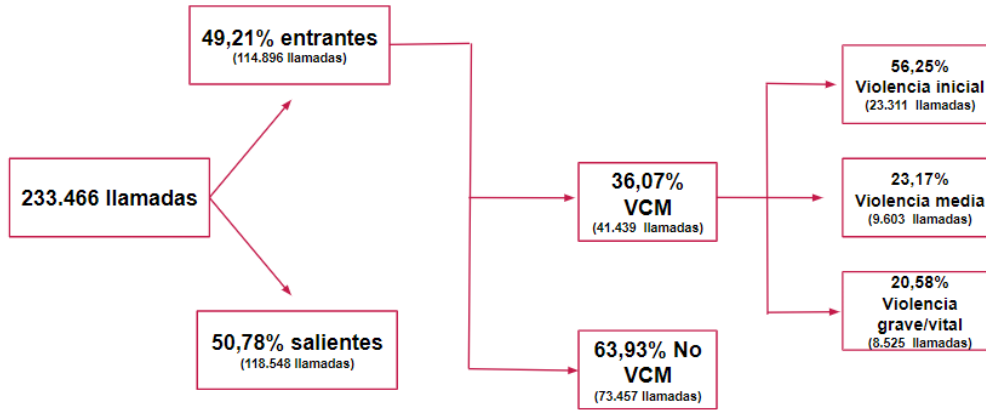 49,21% entrantes
(114.896 llamadas)
233.466 llamadas
50,78% salientes
(118.548 llamadas)
36,07%
VCM
(41.439 llamadas)
63,93% No
VCM
(73.457 llamadas)
56,25%
Violencia inicial
(23.311 llamadas)
23,17%
Violencia media
(9.603 llamadas)
20,58%
Violencia
grave/vital
(8.525 llamadas)